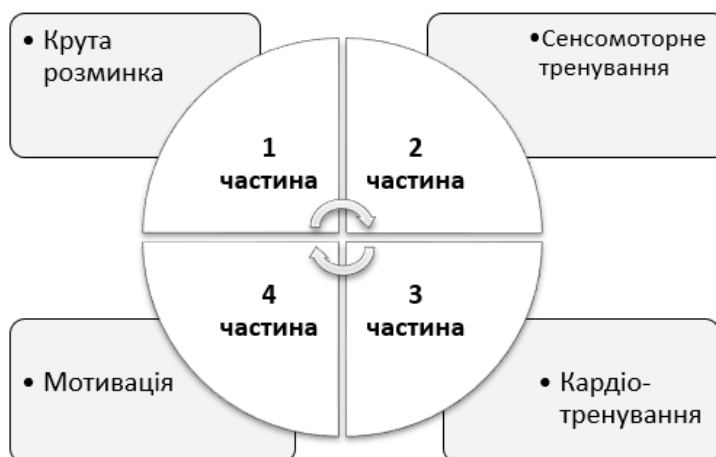 • Крута
розминка
•Сенсомоторне
тренування
1
частина
2
частина
4
частина
3
частина
• Мотивація
• Кардіо-
тренування